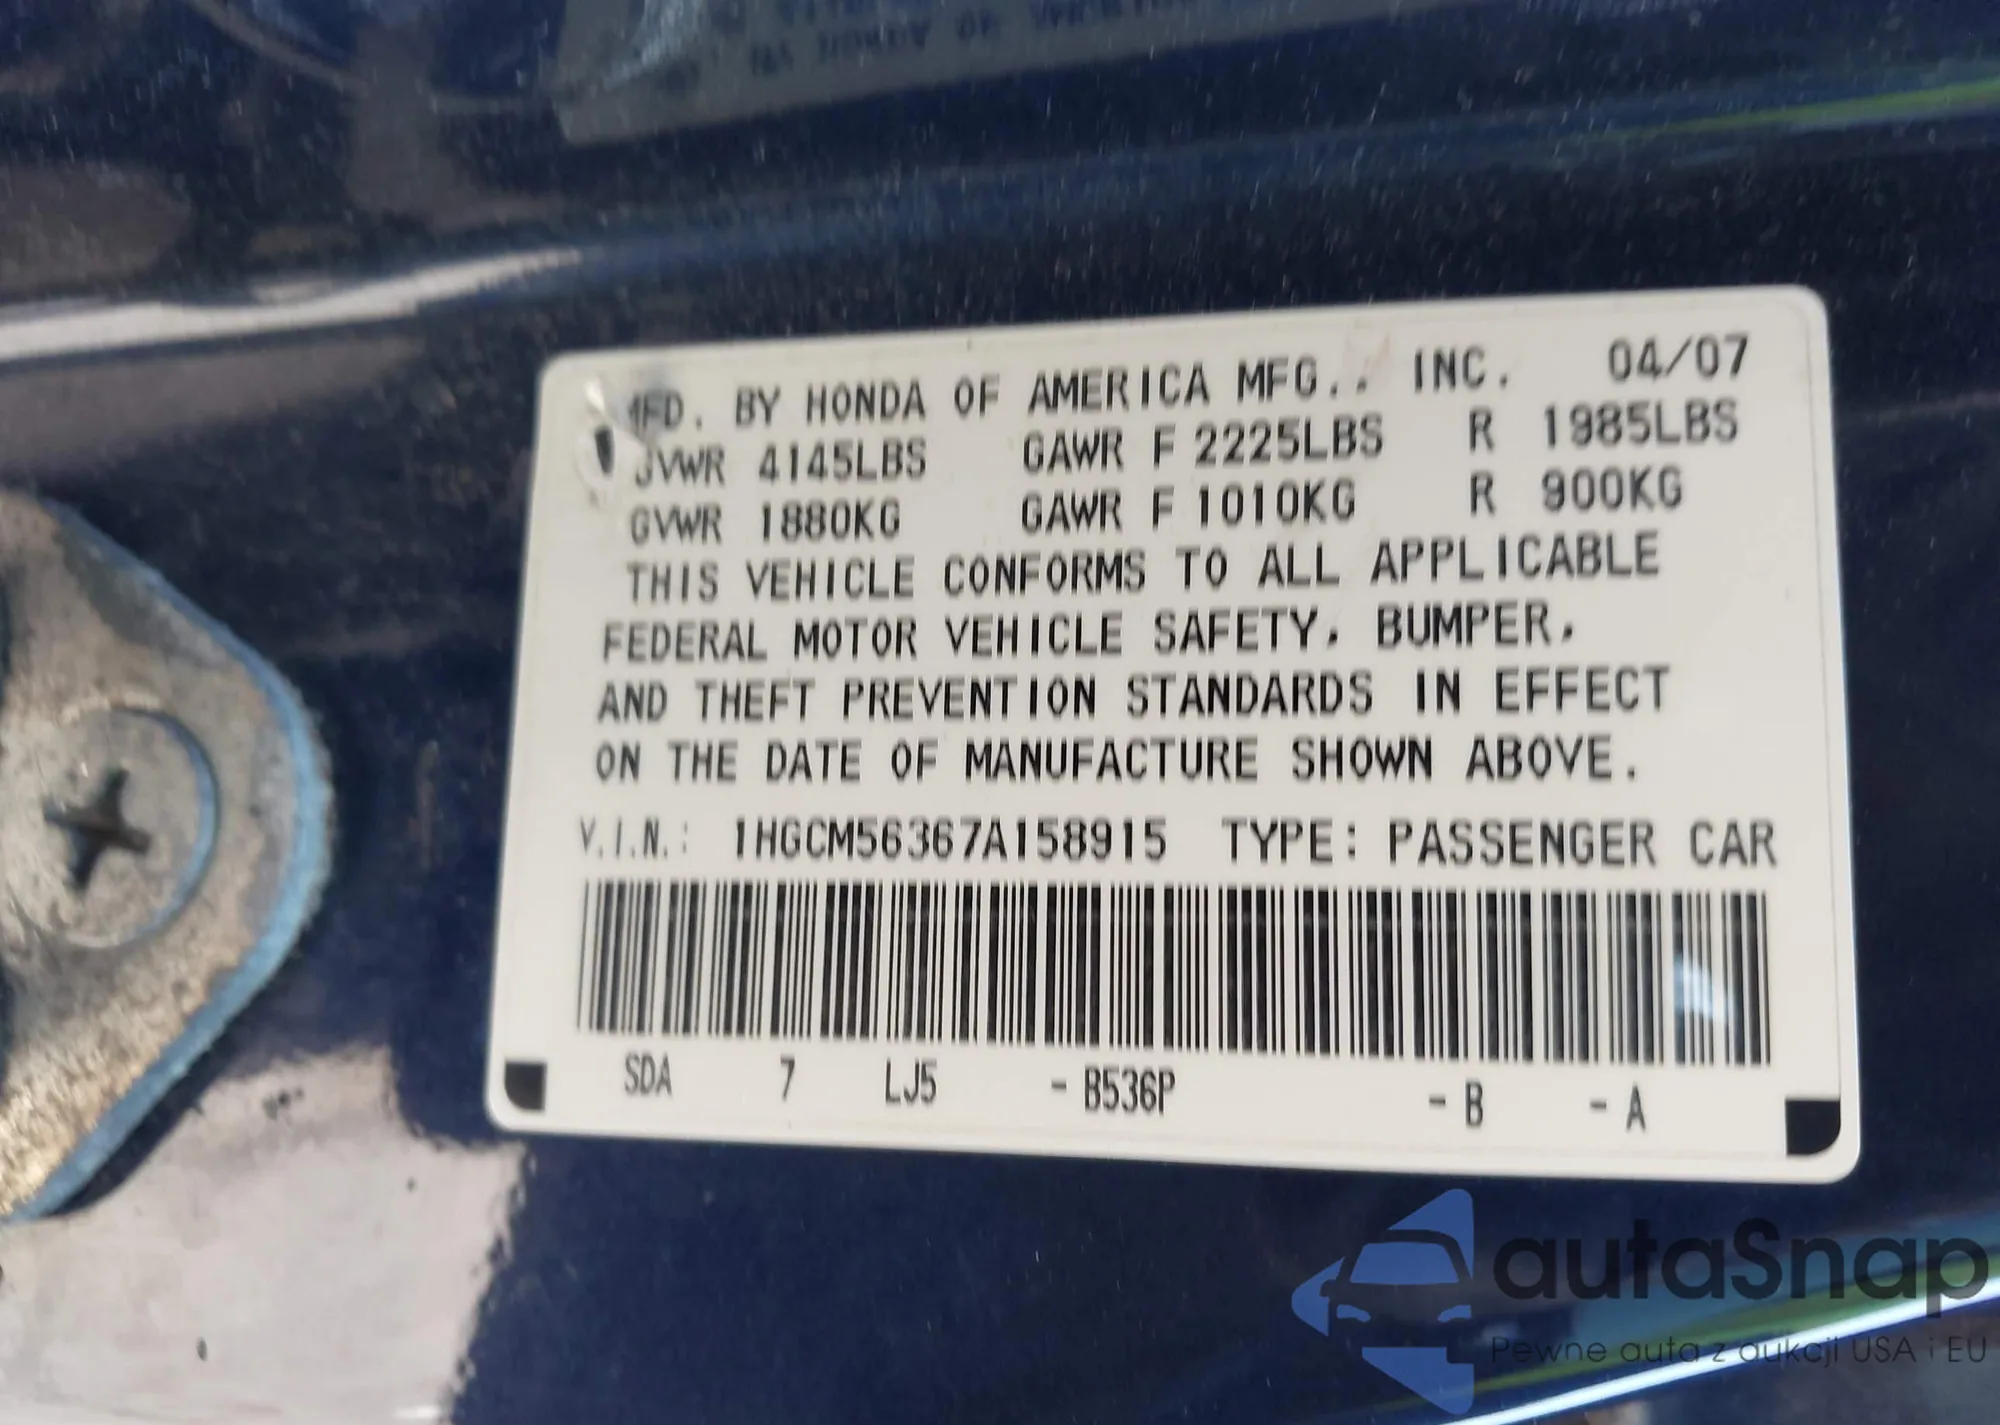 MFD. BY HONDA OF AMERICA MFG., INC. 04/07
GVWR 4145LBS GAWR F 2225LBS R 1985LBS
GVWR 1880KG GAWR F 1010KG R 900KG
THIS VEHICLE CONFORMS TO ALL APPLICABLE
FEDERAL MOTOR VEHICLE SAFETY, BUMPER,
AND THEFT PREVENTION STANDARDS IN EFFECT
ON THE DATE OF MANUFACTURE SHOWN ABOVE.
V.I.N.: 1HGCM56367A158915 TYPE: PASSENGER CAR
SDA 7 LJ5 - B536P - B - A
autaSnap
Pewne auta z aukcji USA i EU